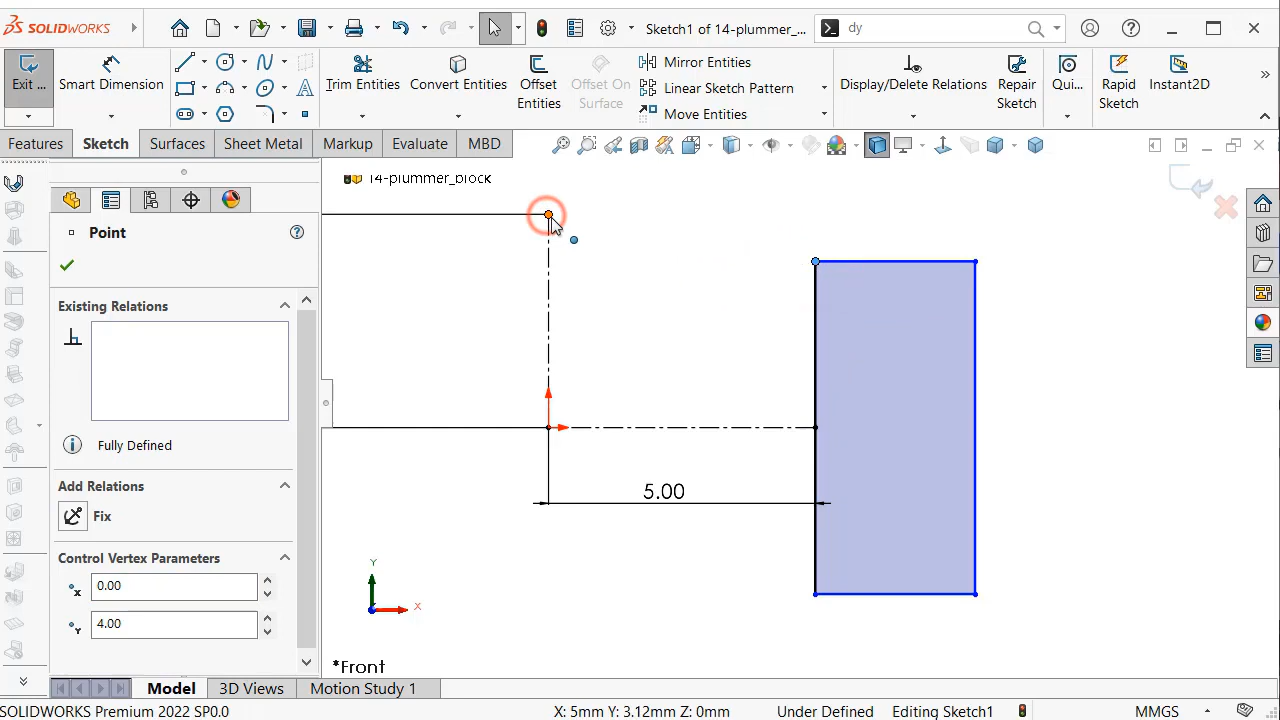 SOLIDWORKS
Sketch1 of 14-plummer_...
dy
Exit ...
Smart Dimension
Trim Entities
Convert Entities
Offset Entities
Offset On Surface
Mirror Entities
Linear Sketch Pattern
Move Entities
Display/Delete Relations
Repair Sketch
Qui...
Rapid Sketch
Instant2D
Features
Sketch
Surfaces
Sheet Metal
Markup
Evaluate
MBD
14-plummer_block
Point
Existing Relations
Fully Defined
Add Relations
Fix
Control Vertex Parameters
x
0.00
Y
4.00
5.00
Y
X
*Front
Model
3D Views
Motion Study 1
SOLIDWORKS Premium 2022 SP0.0
X: 5mm Y: 3.12mm Z: 0mm
Under Defined
Editing Sketch1
MMGS